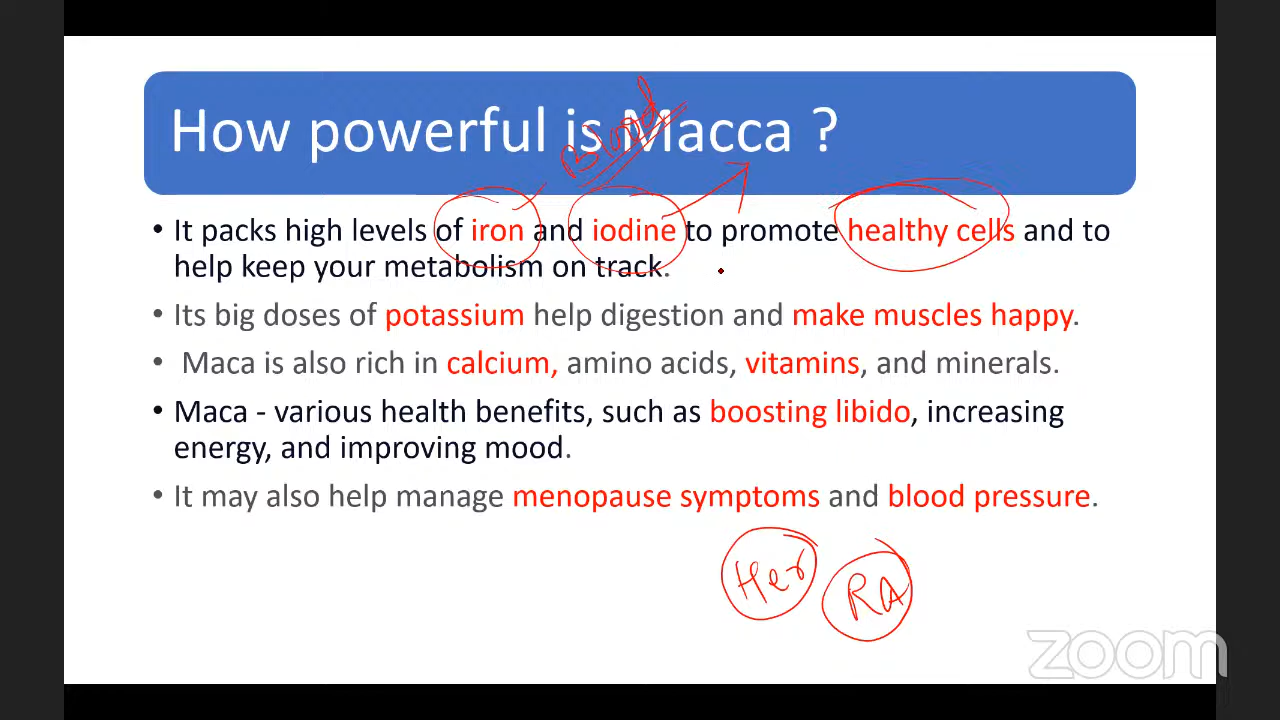 How powerful is Macca ?
Blood
• It packs high levels of iron and iodine to promote healthy cells and to
help keep your metabolism on track.
• Its big doses of potassium help digestion and make muscles happy.
• Maca is also rich in calcium, amino acids, vitamins, and minerals.
• Maca - various health benefits, such as boosting libido, increasing
energy, and improving mood.
• It may also help manage menopause symptoms and blood pressure.
Her RA
zoom